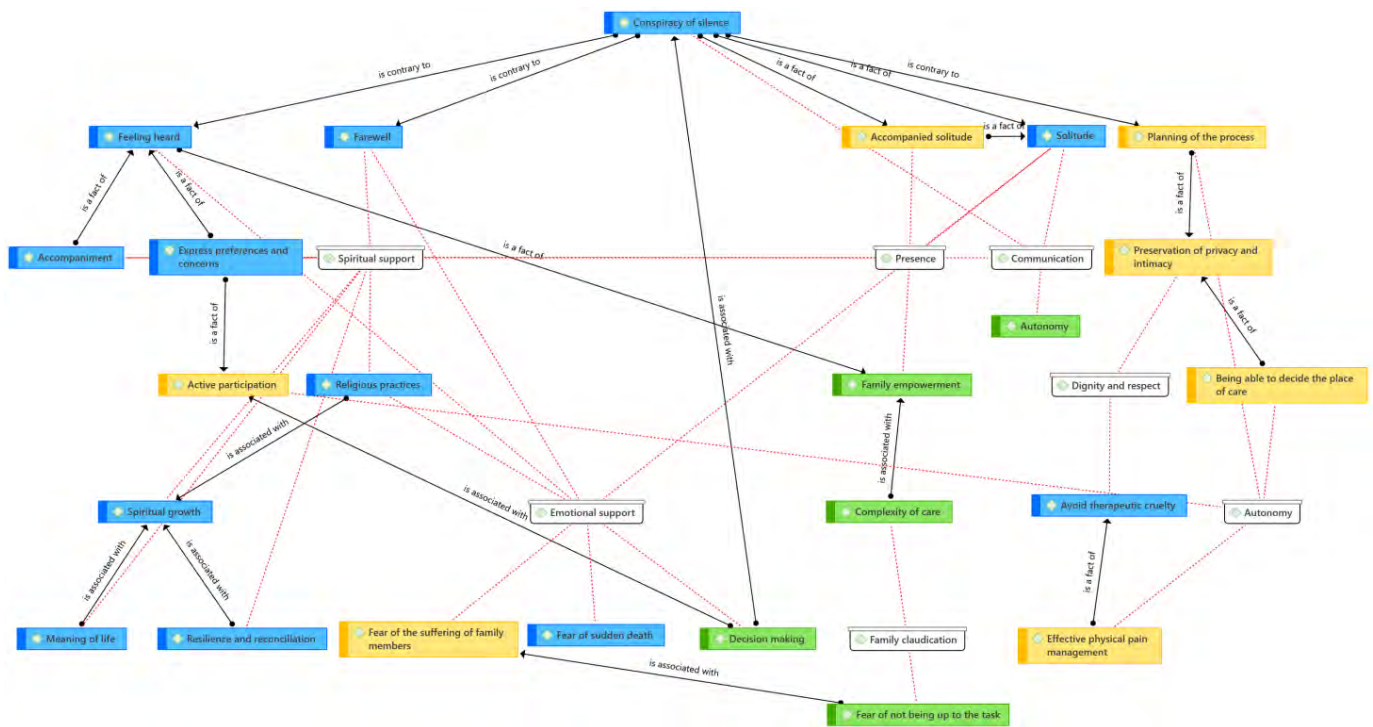 Conspiracy of silence
is contrary to
is contrary to
is a fact of
is a fact of
is contrary to
Feeling heard
Farewell
Accompanied solitude
is a fact of
Solitude
Planning of the process
is a fact of
is a fact of
is a fact of
Accompaniment
Express preferences and
concerns
Spiritual support
is a fact of
Presence
Communication
Preservation of privacy and
intimacy
is a fact of
is associated with
Autonomy
is a fact of
Active participation
Religious practices
Family empowerment
Dignity and respect
Being able to decide the place
of care
is associated with
is associated with
is associated with
Spiritual growth
Emotional support
Complexity of care
Avoid therapeutic cruelty
Autonomy
is associated with
is associated with
is a fact of
Meaning of life
Resilience and reconciliation
Fear of the suffering of family
members
Fear of sudden death
Decision making
Family claudication
Effective physical pain
management
is associated with
Fear of not being up to the task